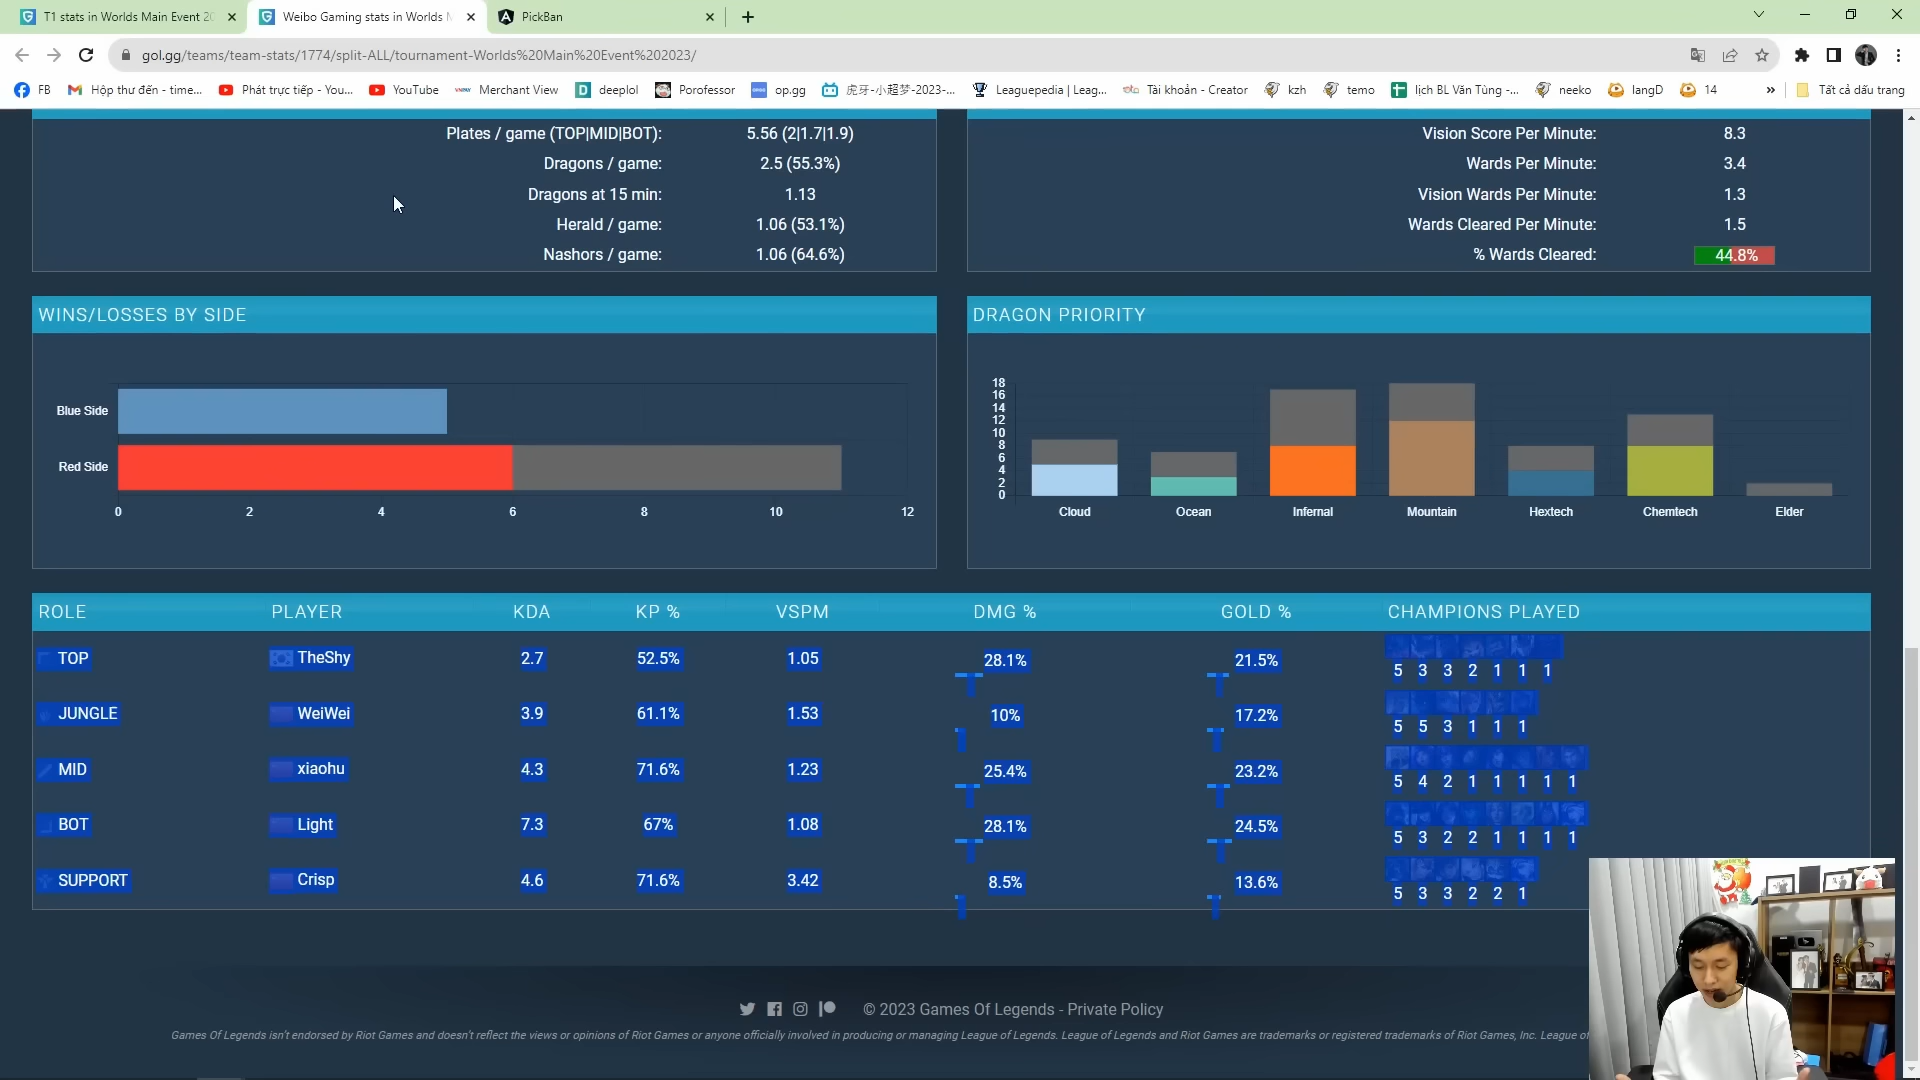 T1 stats in Worlds Main Event 20
Weibo Gaming stats in Worlds M
PickBan
gol.gg/teams/team-stats/1774/split-ALL/tournament-Worlds%20Main%20Event%202023/
FB
Hộp thư đến - time...
Phát trực tiếp - You...
YouTube
Merchant View
deeplol
Porofessor
op.gg
虎牙-小超梦-2023-...
Leaguepedia | Leag...
Tài khoản - Creator
kzh
temo
lịch BL Văn Tùng -...
neeko
langD
14
»
Tất cả dấu trang
Plates / game (TOP|MID|BOT): 5.56 (2|1.7|1.9)
Dragons / game: 2.5 (55.3%)
Dragons at 15 min: 1.13
Herald / game: 1.06 (53.1%)
Nashors / game: 1.06 (64.6%)
Vision Score Per Minute: 8.3
Wards Per Minute: 3.4
Vision Wards Per Minute: 1.3
Wards Cleared Per Minute: 1.5
% Wards Cleared: 44.8%
WINS/LOSSES BY SIDE
Blue Side
Red Side
0 2 4 6 8 10 12
DRAGON PRIORITY
18
16
14
12
10
8
6
4
2
0
Cloud Ocean Infernal Mountain Hextech Chemtech Elder
ROLE PLAYER KDA KP % VSPM DMG % GOLD % CHAMPIONS PLAYED
TOP TheShy 2.7 52.5% 1.05 28.1% 21.5%
5 3 3 2 1 1 1
JUNGLE WeiWei 3.9 61.1% 1.53 10% 17.2%
5 5 3 1 1 1
MID xiaohu 4.3 71.6% 1.23 25.4% 23.2%
5 4 2 1 1 1 1 1
BOT Light 7.3 67% 1.08 28.1% 24.5%
5 3 2 2 1 1 1 1
SUPPORT Crisp 4.6 71.6% 3.42 8.5% 13.6%
5 3 3 2 2 1
© 2023 Games Of Legends - Private Policy
Games Of Legends isn't endorsed by Riot Games and doesn't reflect the views or opinions of Riot Games or anyone officially involved in producing or managing League of Legends. League of Legends and Riot Games are trademarks or registered trademarks of Riot Games, Inc. League of